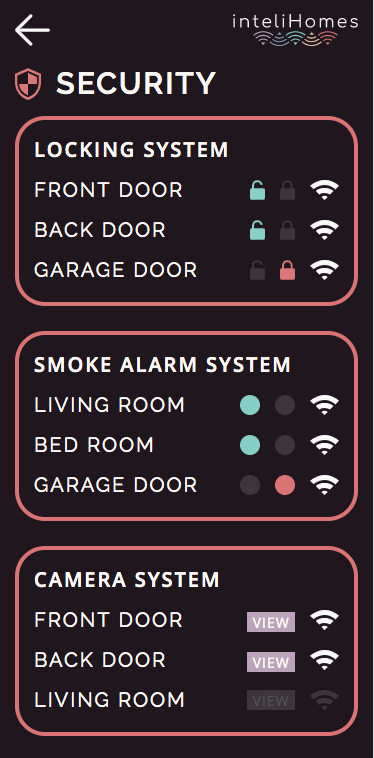 inteliHomes
SECURITY
LOCKING SYSTEM
FRONT DOOR
BACK DOOR
GARAGE DOOR
SMOKE ALARM SYSTEM
LIVING ROOM
BED ROOM
GARAGE DOOR
CAMERA SYSTEM
FRONT DOOR VIEW
BACK DOOR VIEW
LIVING ROOM VIEW